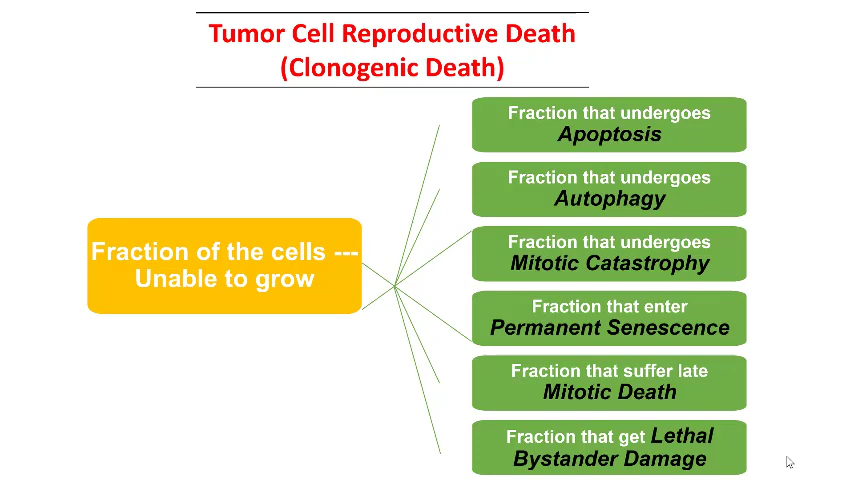 Tumor Cell Reproductive Death
(Clonogenic Death)
Fraction of the cells ---
Unable to grow
Fraction that undergoes
Apoptosis
Fraction that undergoes
Autophagy
Fraction that undergoes
Mitotic Catastrophy
Fraction that enter
Permanent Senescence
Fraction that suffer late
Mitotic Death
Fraction that get Lethal
Bystander Damage